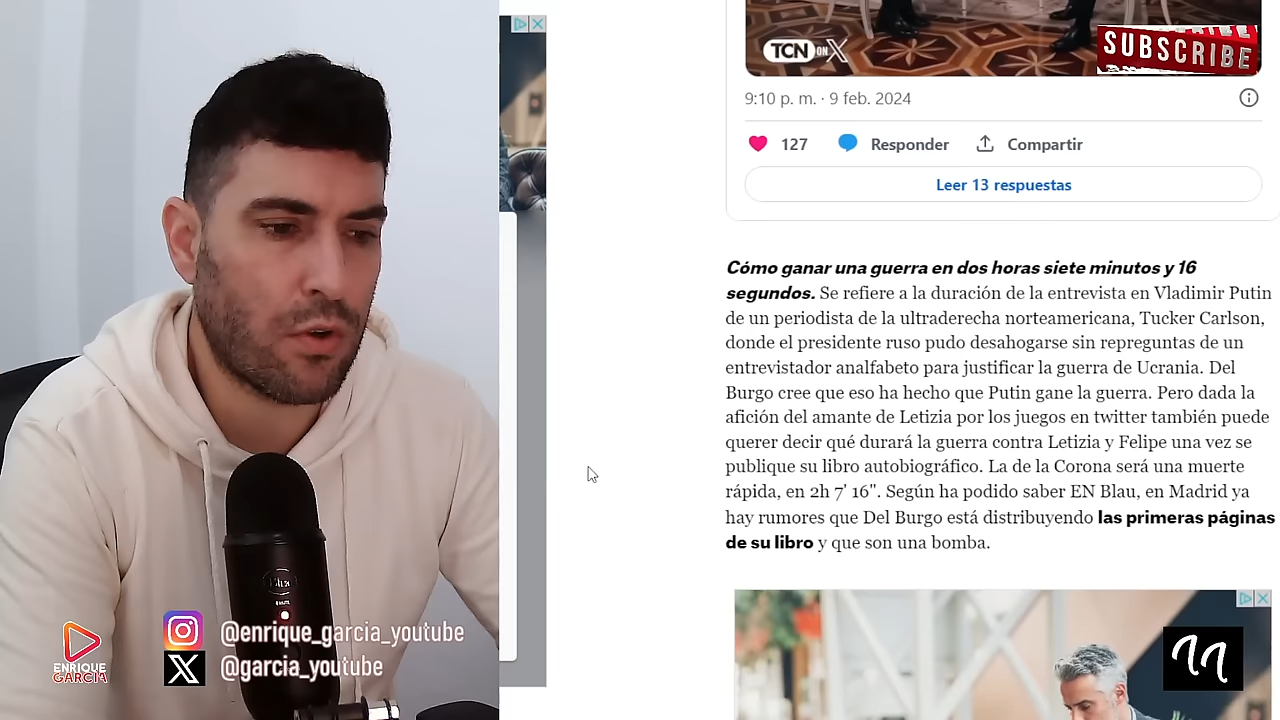 TCN on X
SUBSCRIBE
9:10 p. m. · 9 feb. 2024
127 Responder Compartir
Leer 13 respuestas
Cómo ganar una guerra en dos horas siete minutos y 16
segundos. Se refiere a la duración de la entrevista en Vladimir Putin
de un periodista de la ultraderecha norteamericana, Tucker Carlson,
donde el presidente ruso pudo desahogarse sin repreguntas de un
entrevistador analfabeto para justificar la guerra de Ucrania. Del
Burgo cree que eso ha hecho que Putin gane la guerra. Pero dada la
afición del amante de Letizia por los juegos en twitter también puede
querer decir qué durará la guerra contra Letizia y Felipe una vez se
publique su libro autobiográfico. La de la Corona será una muerte
rápida, en 2h 7' 16". Según ha podido saber EN Blau, en Madrid ya
hay rumores que Del Burgo está distribuyendo las primeras páginas
de su libro y que son una bomba.
Blue
ENRIQUE
GARCIA
@enrique_garcia_youtube
@garcia_youtube